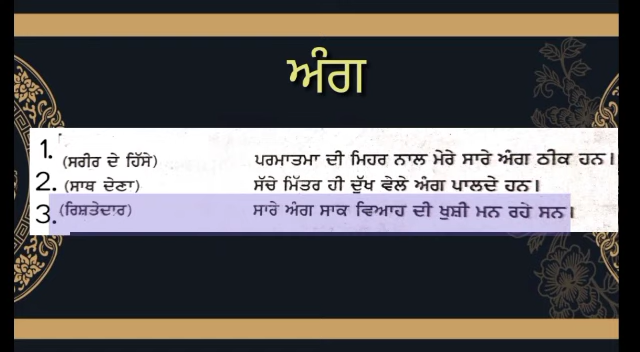 ਅੰਗ
1. (ਸਰੀਰ ਦੇ ਹਿੱਸੇ) ਪਰਮਾਤਮਾ ਦੀ ਮਿਹਰ ਨਾਲ ਮੇਰੇ ਸਾਰੇ ਅੰਗ ਠੀਕ ਹਨ।
2. (ਸਾਥ ਦੇਣਾ) ਸੱਚੇ ਮਿੱਤਰ ਹੀ ਦੁੱਖ ਵੇਲੇ ਅੰਗ ਪਾਲਦੇ ਹਨ।
3. (ਰਿਸ਼ਤੇਦਾਰ) ਸਾਰੇ ਅੰਗ ਸਾਕ ਵਿਆਹ ਦੀ ਖੁਸ਼ੀ ਮਨ ਰਹੇ ਸਨ।